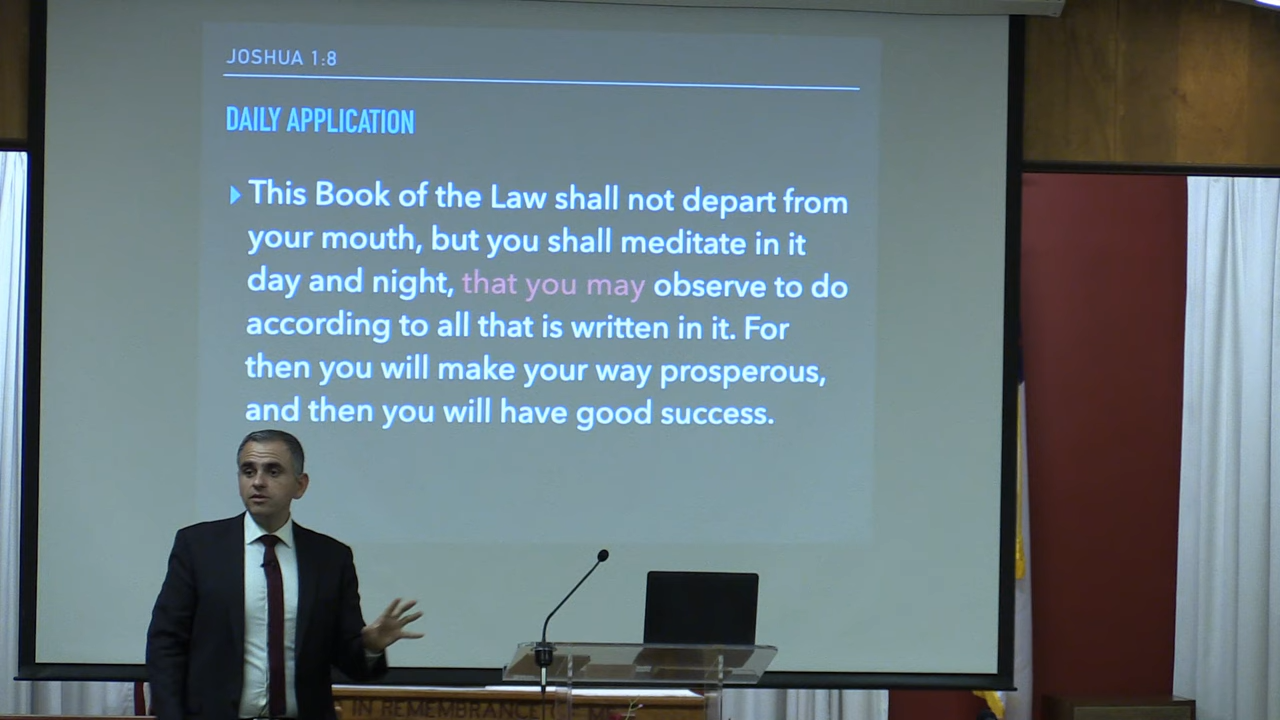 JOSHUA 1:8
DAILY APPLICATION
This Book of the Law shall not depart from
your mouth, but you shall meditate in it
day and night, that you may observe to do
according to all that is written in it. For
then you will make your way prosperous,
and then you will have good success.
IN REMEMBRANCE OF ME